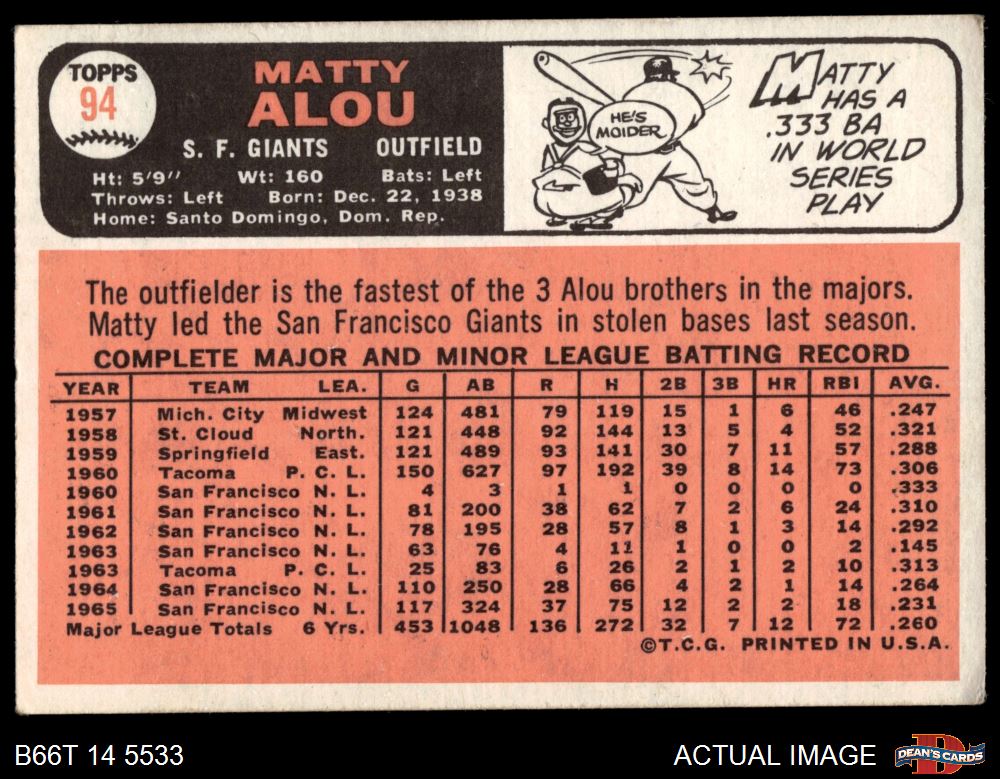 TOPPS
94
MATTY
ALOU
S. F. GIANTS OUTFIELD
Ht: 5'9" Wt: 160 Bats: Left
Throws: Left Born: Dec. 22, 1938
Home: Santo Domingo, Dom. Rep.
HE'S
MOIDER
MATTY
HAS A
.333 BA
IN WORLD
SERIES
PLAY
The outfielder is the fastest of the 3 Alou brothers in the majors.
Matty led the San Francisco Giants in stolen bases last season.
COMPLETE MAJOR AND MINOR LEAGUE BATTING RECORD
YEAR TEAM LEA. G AB R H 2B 3B HR RBI AVG.
1957 Mich. City Midwest 124 481 79 119 15 1 6 46 .247
1958 St. Cloud North. 121 448 92 144 13 5 4 52 .321
1959 Springfield East. 121 489 93 141 30 7 11 57 .288
1960 Tacoma P. C. L. 150 627 97 192 39 8 14 73 .306
1960 San Francisco N. L. 4 3 1 1 0 0 0 0 .333
1961 San Francisco N. L. 81 200 38 62 7 2 6 24 .310
1962 San Francisco N. L. 78 195 28 57 8 1 3 14 .292
1963 San Francisco N. L. 63 76 4 11 1 0 0 2 .145
1963 Tacoma P. C. L. 25 83 6 26 2 1 2 10 .313
1964 San Francisco N. L. 110 250 28 66 4 2 1 14 .264
1965 San Francisco N. L. 117 324 37 75 12 2 2 18 .231
Major League Totals 6 Yrs. 453 1048 136 272 32 7 12 72 .260
©T.C.G. PRINTED IN U.S.A.
B66T 14 5533
ACTUAL IMAGE
DEAN'S CARDS